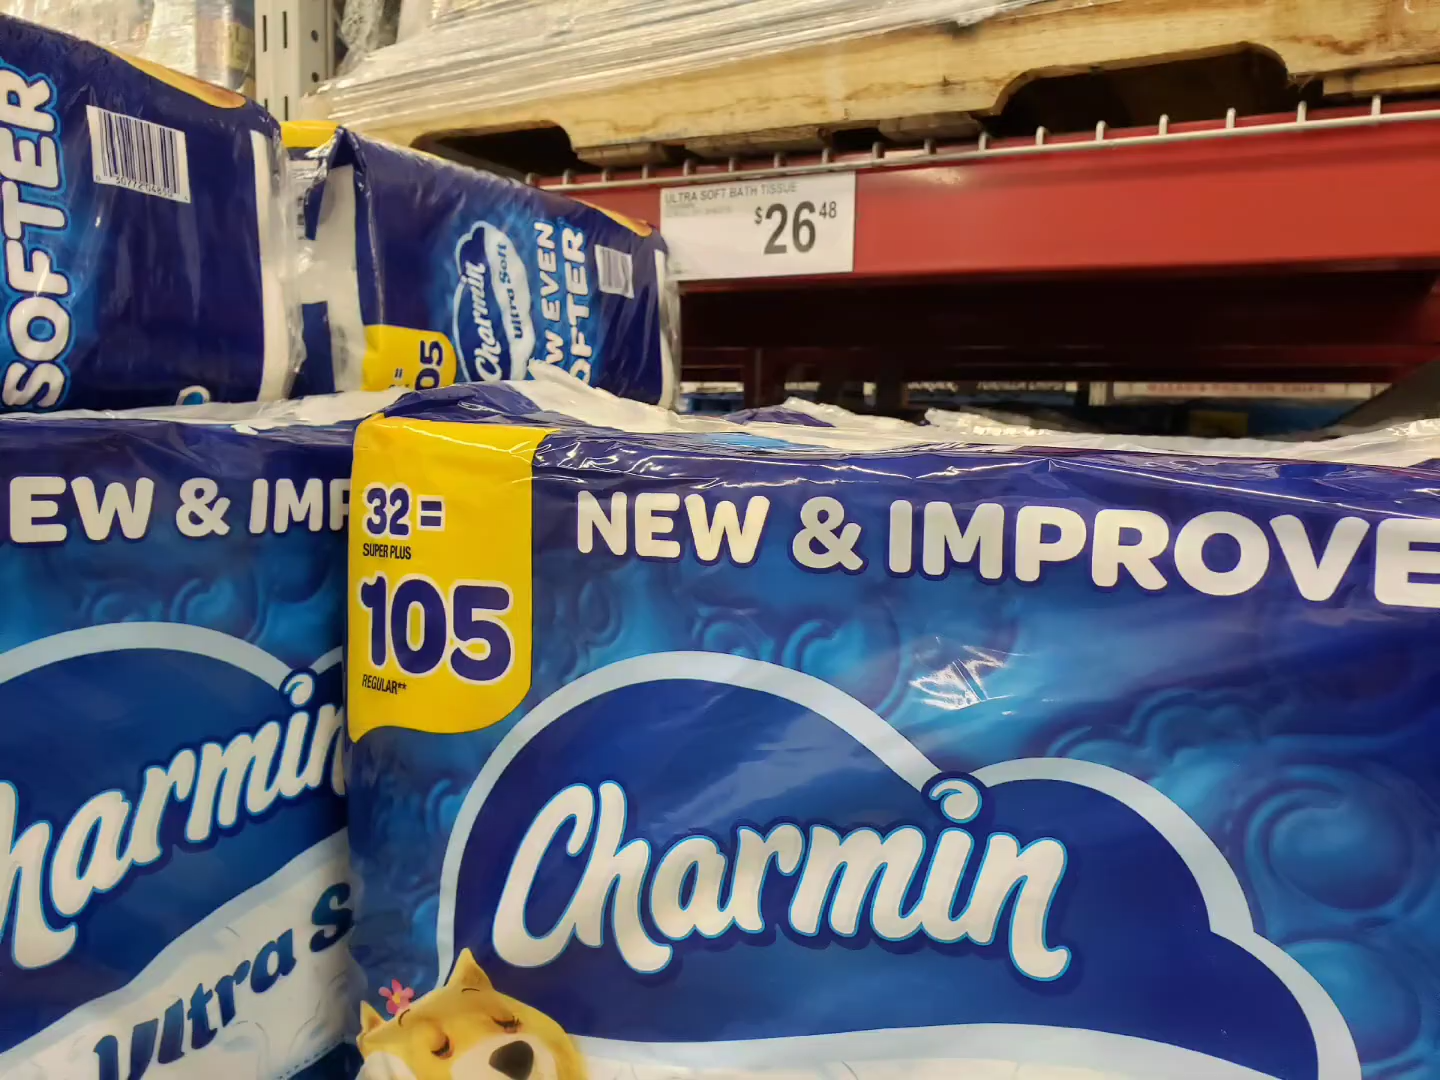 SOFTER
ULTRA SOFT BATH TISSUE
$26 48
Charmin
Ultra Soft
W EVEN
OFTER
=
05
EW & IMP
harmin
Ultra S
32 =
SUPER PLUS
105
REGULAR**
NEW & IMPROVE
Charmin